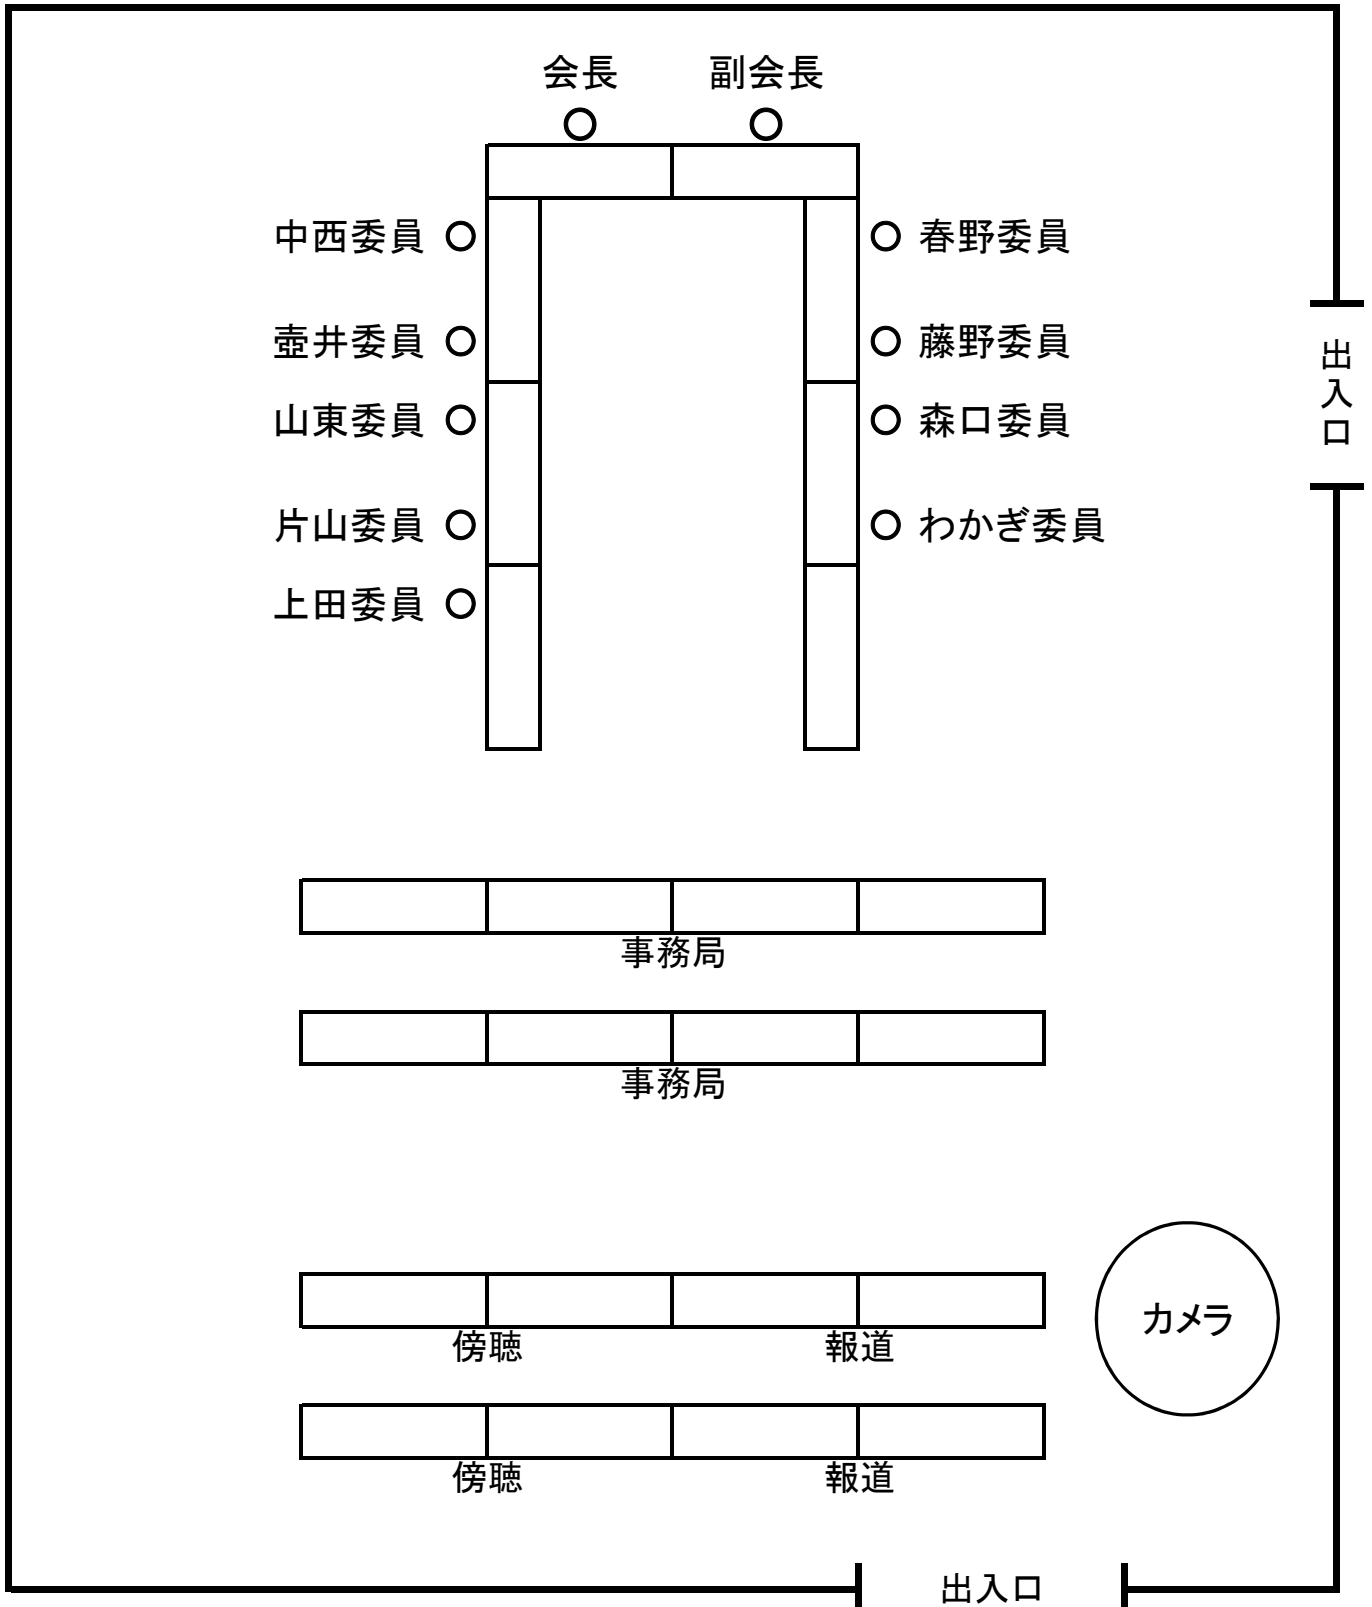 会長 副会長
中西委員 春野委員
壺井委員 藤野委員
山東委員 森口委員
片山委員 わかぎ委員
上田委員
出入口
事務局
事務局
カメラ
傍聴 報道
傍聴 報道
出入口